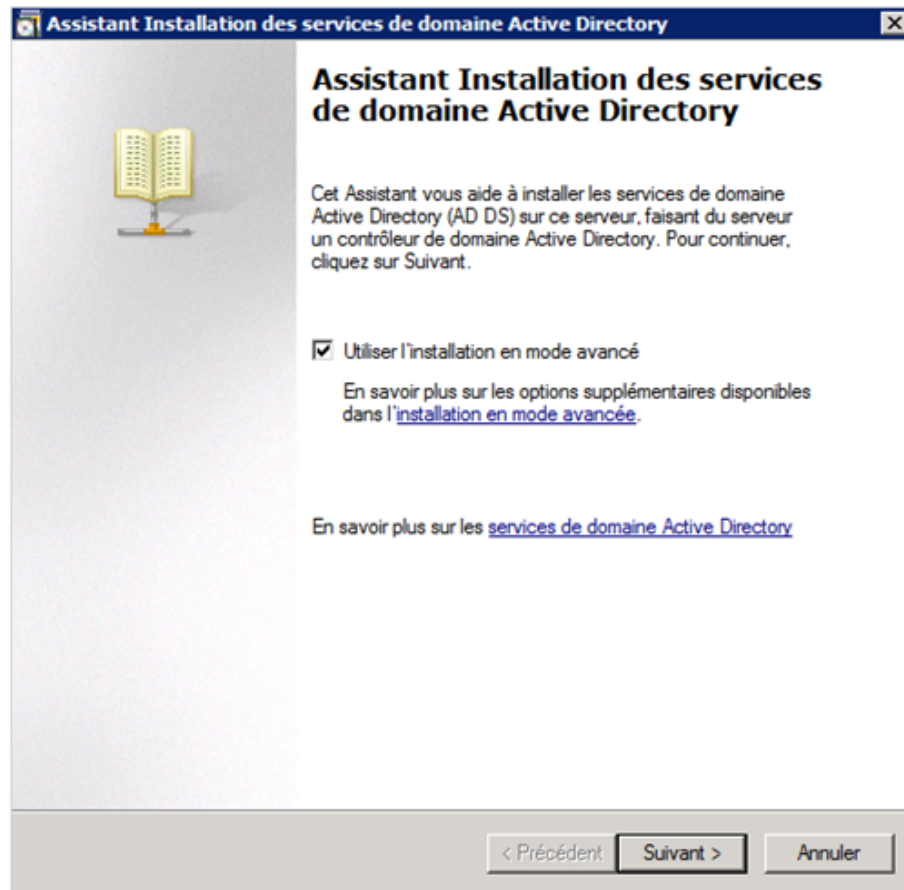 Assistant Installation des services de domaine Active Directory
Assistant Installation des services
de domaine Active Directory
Cet Assistant vous aide à installer les services de domaine
Active Directory (AD DS) sur ce serveur, faisant du serveur
un contrôleur de domaine Active Directory. Pour continuer,
cliquez sur Suivant.
Utiliser l'installation en mode avancé
En savoir plus sur les options supplémentaires disponibles
dans l'installation en mode avancée.
En savoir plus sur les services de domaine Active Directory
< Précédent Suivant > Annuler